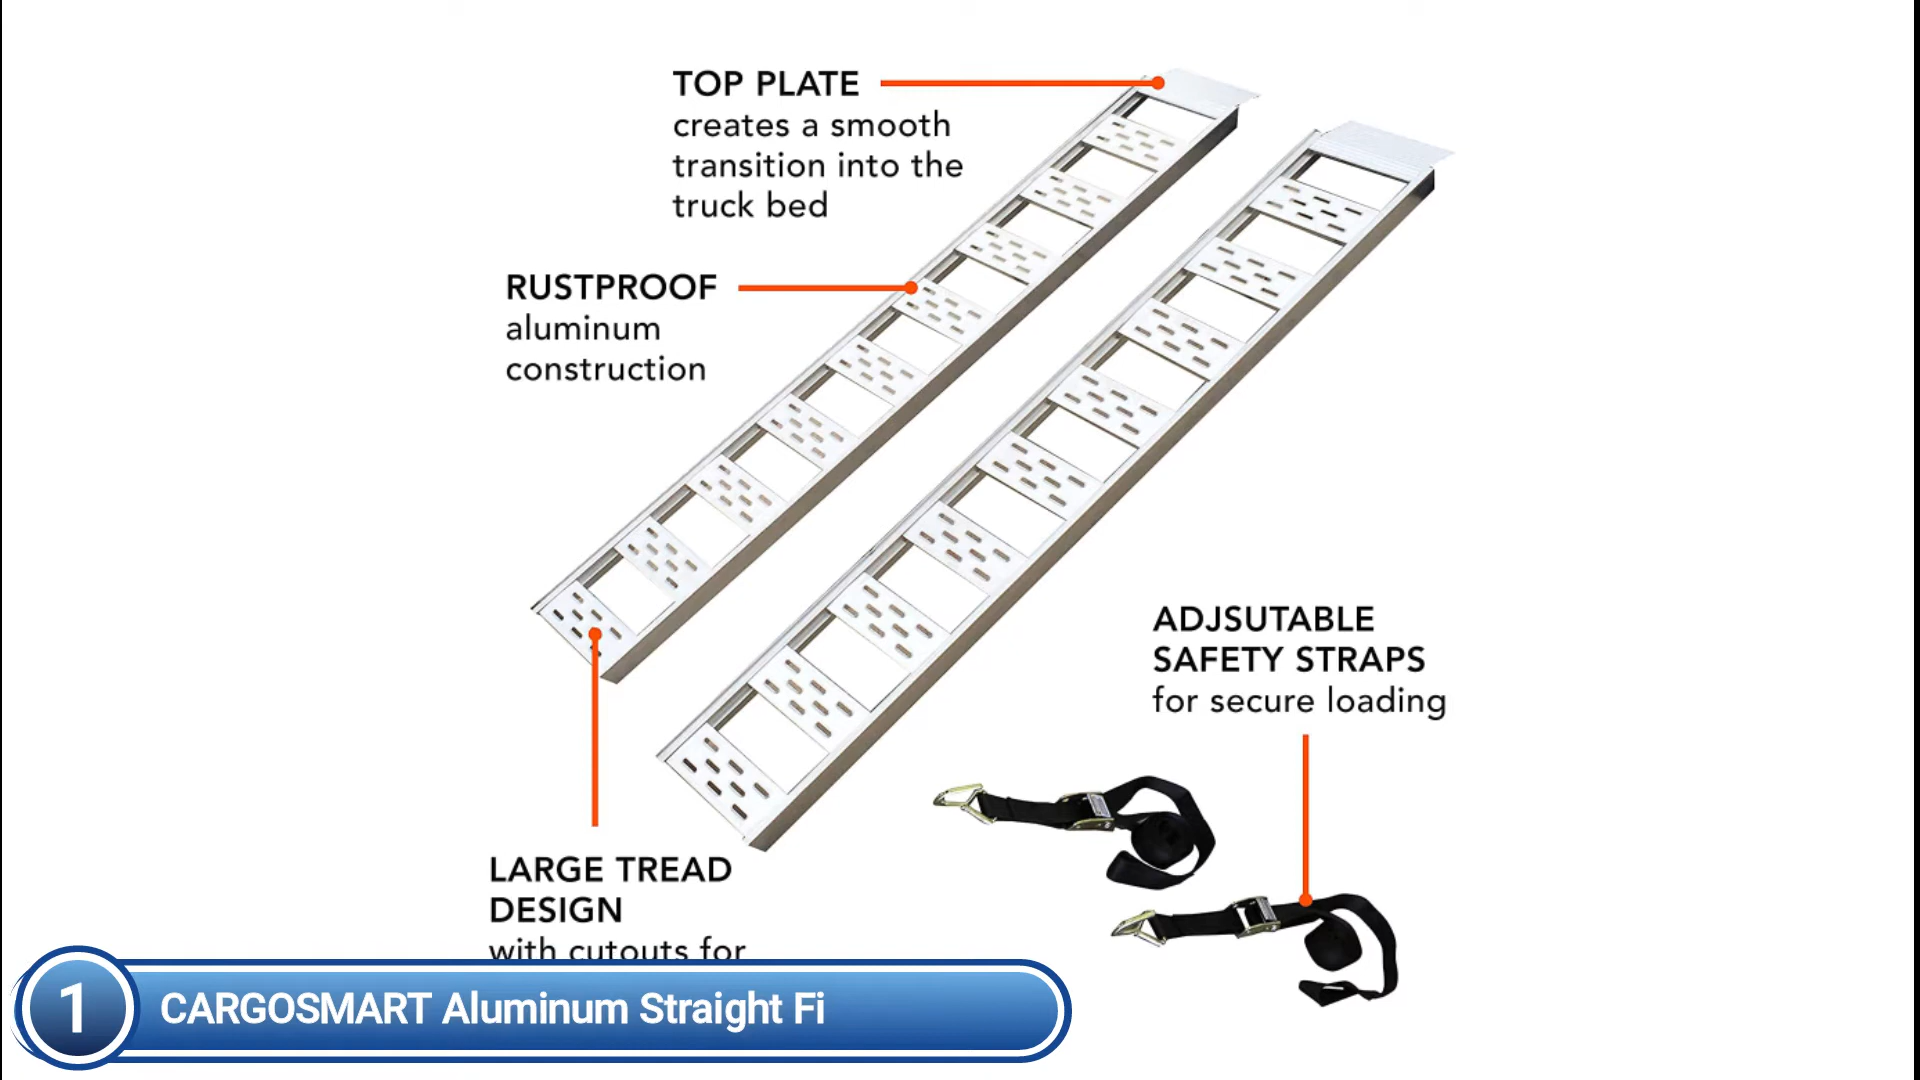 TOP PLATE
creates a smooth
transition into the
truck bed
RUSTPROOF
aluminum
construction
ADJSUTABLE
SAFETY STRAPS
for secure loading
LARGE TREAD
DESIGN
with cutouts for
1
CARGOSMART Aluminum Straight Fi